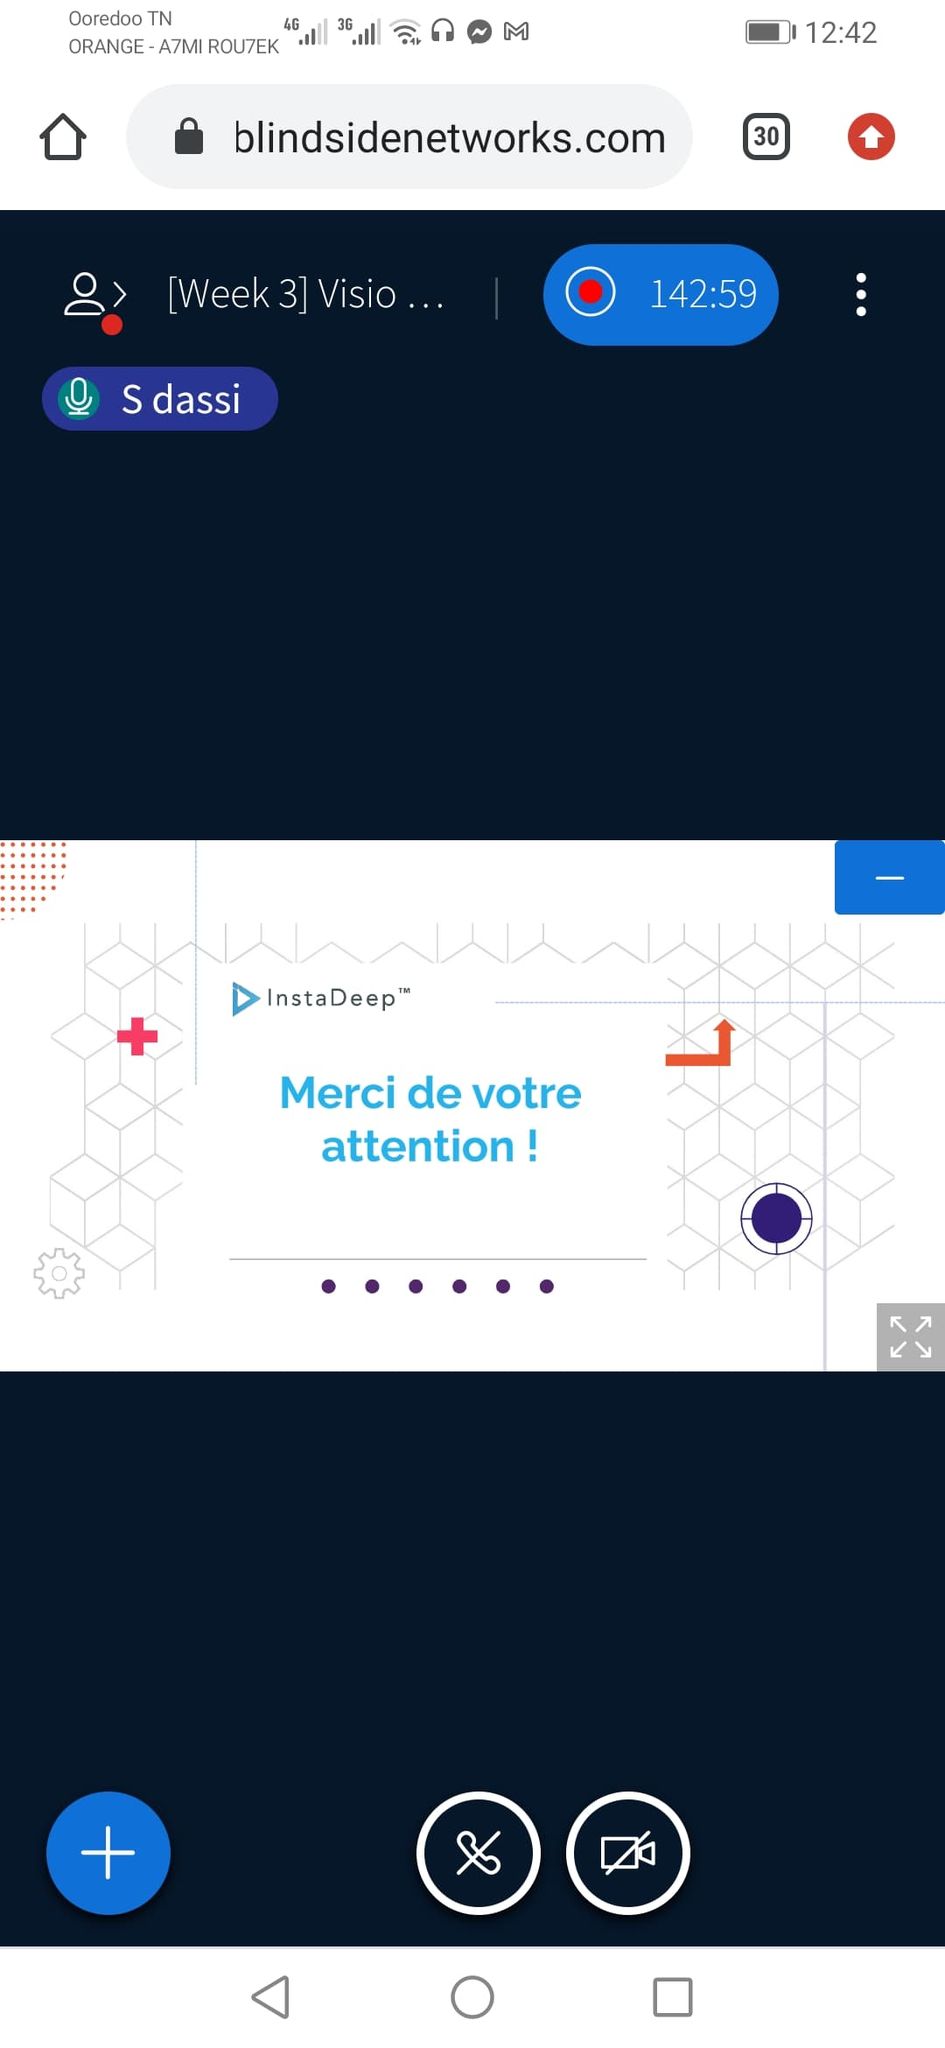 Ooredoo TN
ORANGE - A7MI ROU7EK
4G
3G
12:42
blindsidenetworks.com
30
[Week 3] Visio ...
142:59
S dassi
InstaDeep™
Merci de votre
attention !